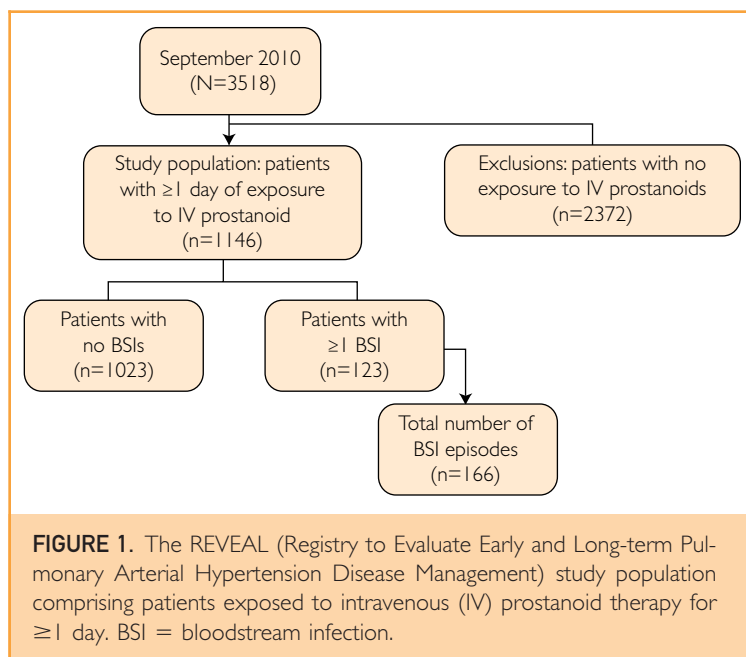 September 2010
(N=3518)
Study population: patients
with ≥1 day of exposure
to IV prostanoid
(n=1146)
Exclusions: patients with no
exposure to IV prostanoids
(n=2372)
Patients with
no BSIs
(n=1023)
Patients with
≥1 BSI
(n=123)
Total number of
BSI episodes
(n=166)
FIGURE 1. The REVEAL (Registry to Evaluate Early and Long-term Pul-
monary Arterial Hypertension Disease Management) study population
comprising patients exposed to intravenous (IV) prostanoid therapy for
≥1 day. BSI = bloodstream infection.